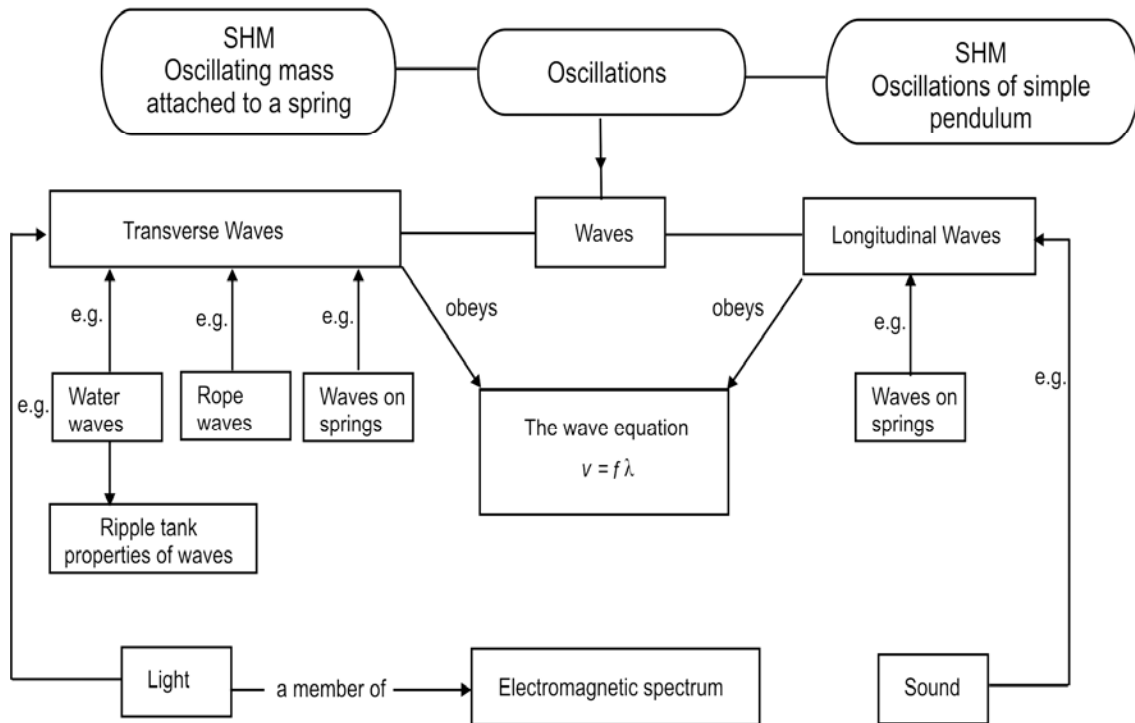 SHM
Oscillating mass
attached to a spring
Oscillations
SHM
Oscillations of simple
pendulum
Transverse Waves
Waves
Longitudinal Waves
e.g.
e.g.
e.g.
obeys
obeys
e.g.
e.g.
e.g.
Water
waves
Rope
waves
Waves on
springs
The wave equation
v = f λ
Waves on
springs
Ripple tank
properties of waves
Light
a member of
Electromagnetic spectrum
Sound